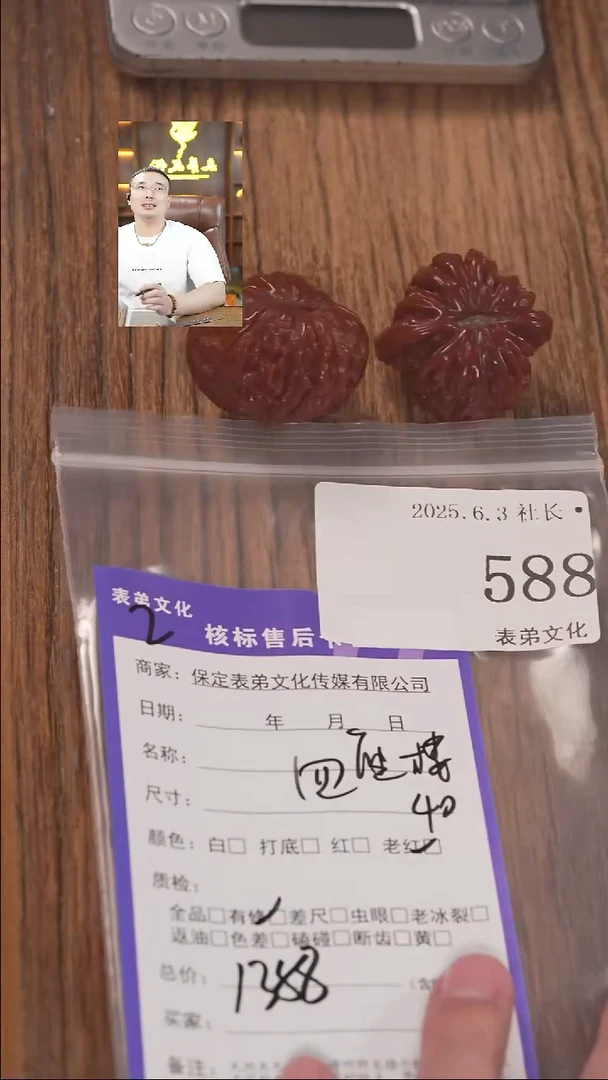 2025.6.3 社长
588
表弟文化
表弟文化
2
核标售后
商家：保定表弟文化传媒有限公司
日期： 年 月 日
名称：
尺寸： 40
颜色：白□ 打底□ 红□ 老红☑
质检：
全品□有修☑差尺□虫眼□老冰裂□
返油□色差□磕碰□断齿□黄□
总价： 1388
买家：
备注：